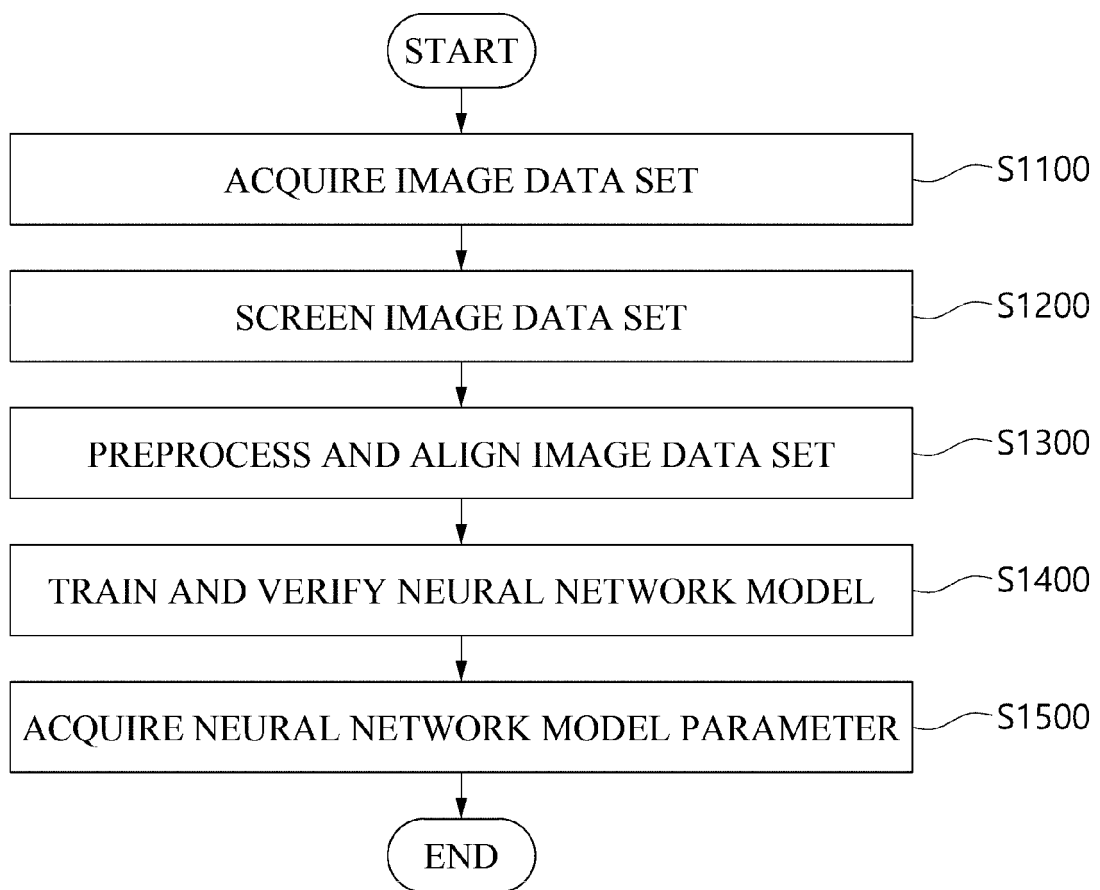 START
ACQUIRE IMAGE DATA SET
S1100
SCREEN IMAGE DATA SET
S1200
PREPROCESS AND ALIGN IMAGE DATA SET
S1300
TRAIN AND VERIFY NEURAL NETWORK MODEL
S1400
ACQUIRE NEURAL NETWORK MODEL PARAMETER
S1500
END